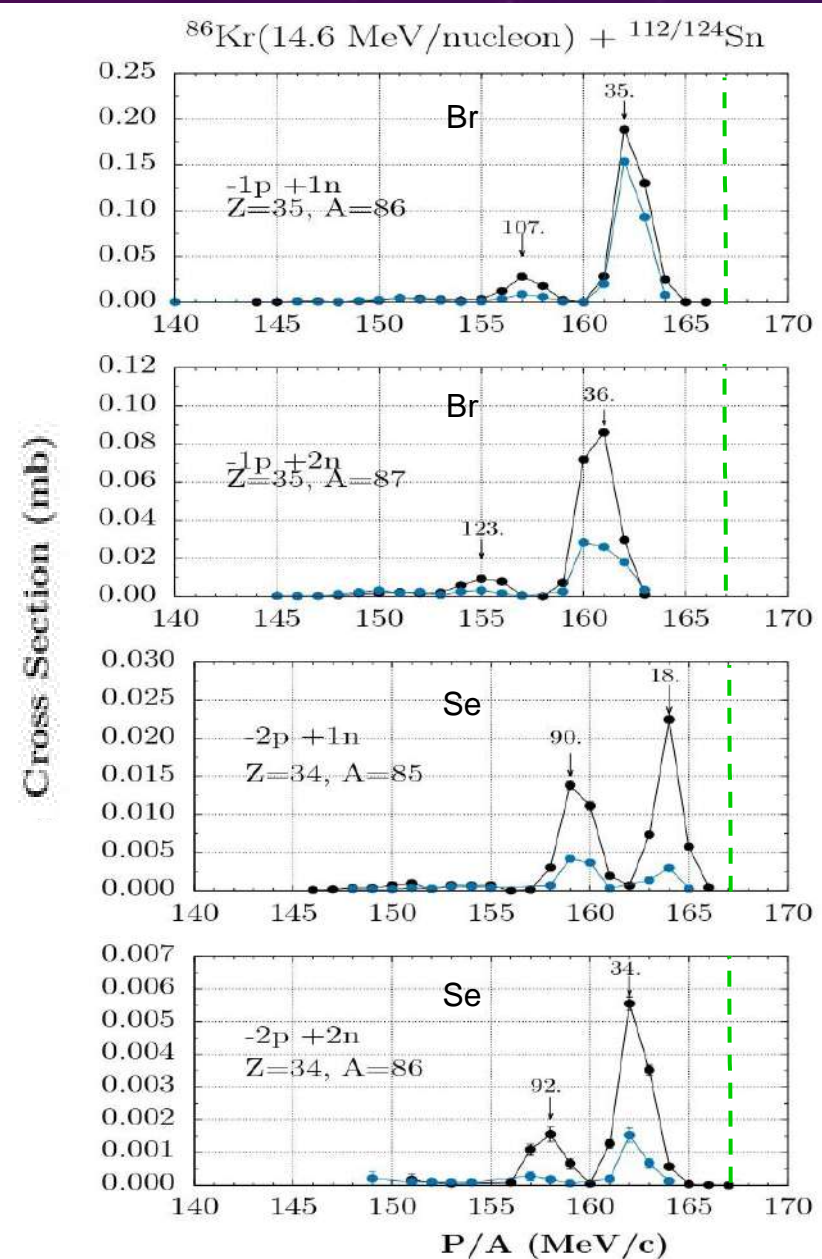 ⁸⁶Kr(14.6 MeV/nucleon) + ¹¹²/¹²⁴Sn
Cross Section (mb)
0.25
0.20
0.15
0.10
0.05
0.00
Br
35.
-1p +1n
Z=35, A=86
107.
140 145 150 155 160 165 170
0.12
0.10
0.08
0.06
0.04
0.02
0.00
Br
36.
-1p +2n
Z=35, A=87
123.
140 145 150 155 160 165 170
0.030
0.025
0.020
0.015
0.010
0.005
0.000
18.
Se
-2p +1n
90.
Z=34, A=85
140 145 150 155 160 165 170
0.007
0.006
0.005
0.004
0.003
0.002
0.001
0.000
34.
Se
-2p +2n
Z=34, A=86
92.
140 145 150 155 160 165 170
P/A (MeV/c)